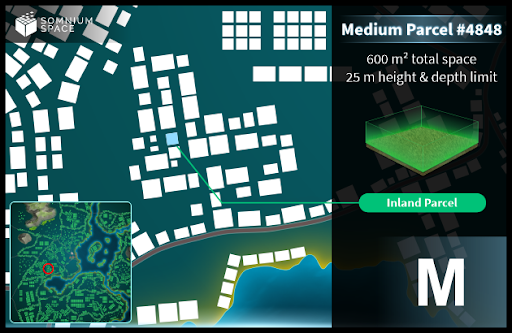 SOMNIUM
SPACE
Medium Parcel #4848
600 m² total space
25 m height & depth limit
Inland Parcel
M